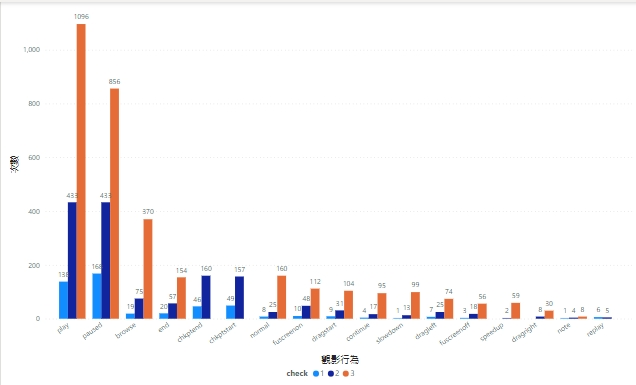 1096
856
1,000
800
600
400
200
0
次數
138 433
168 433
19 75 370
20 57 154
46 160
49 157
8 25 160
10 48 112
9 31 104
4 17 95
1 13 99
7 25 74
3 18 56
2 59
8 30
1 4 8
6 5
play
paused
browse
end
chkptend
chkptstart
normal
fuscreenon
dragstart
continue
slowdown
dragleft
fuscreenoff
speedup
dragright
note
replay
觀影行為
check 1 2 3